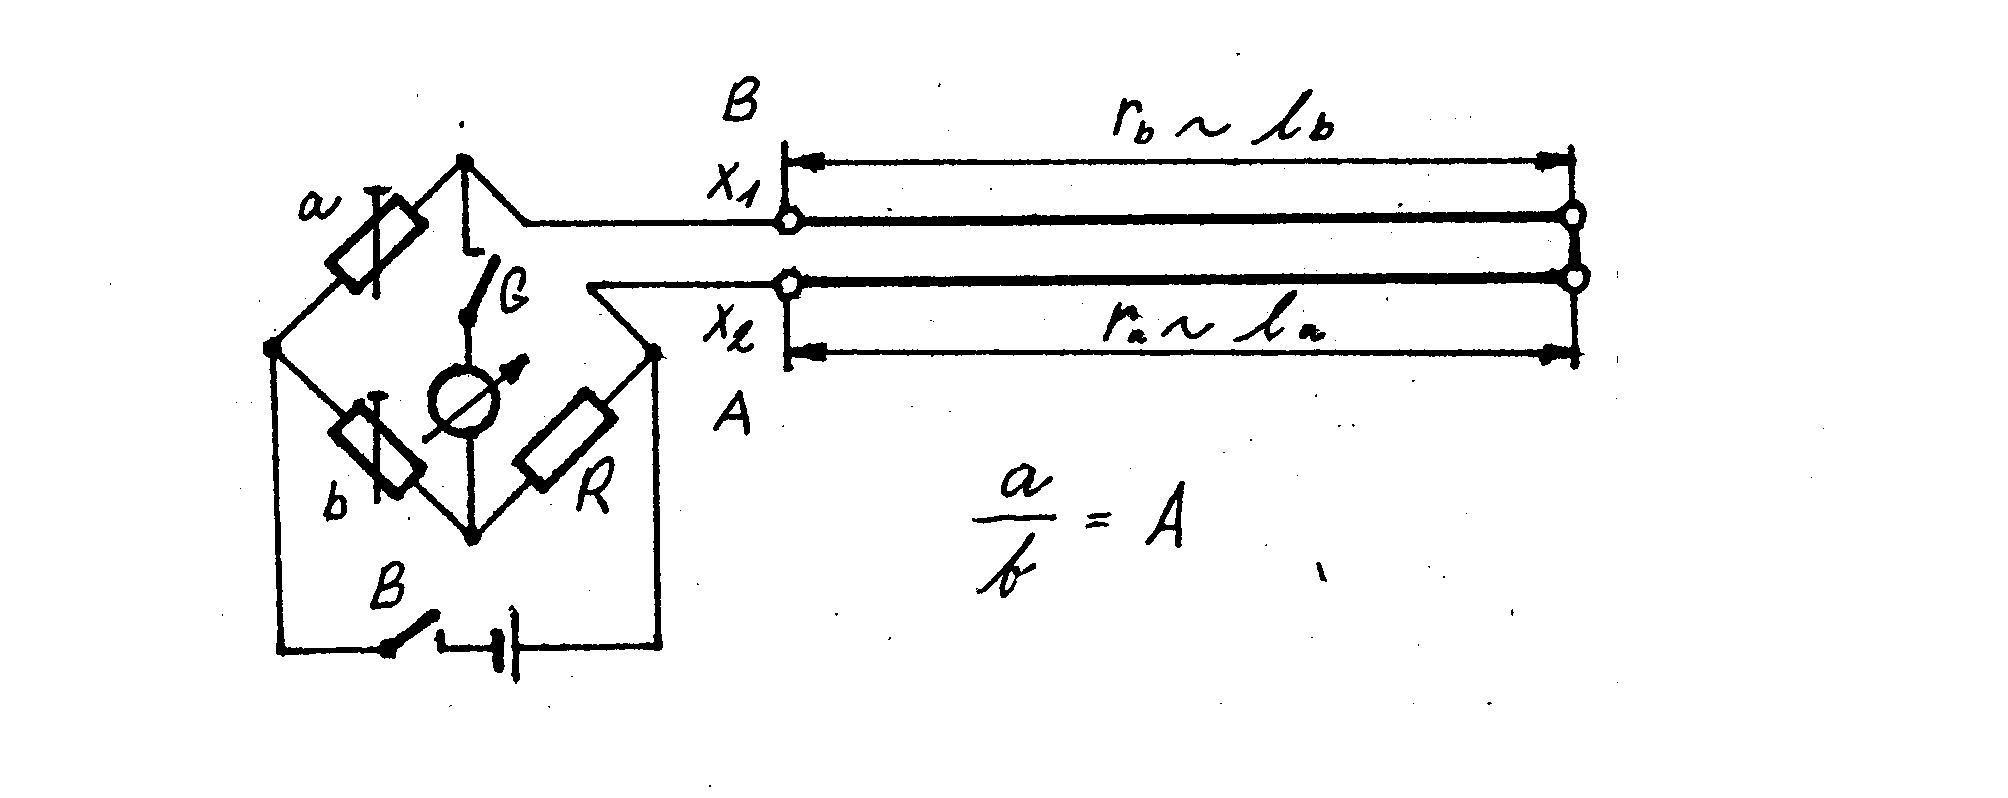 B
r_b ~ l_b
x_1
a
G
x_2
r_a ~ l_a
A
b
R
a/b = A
B